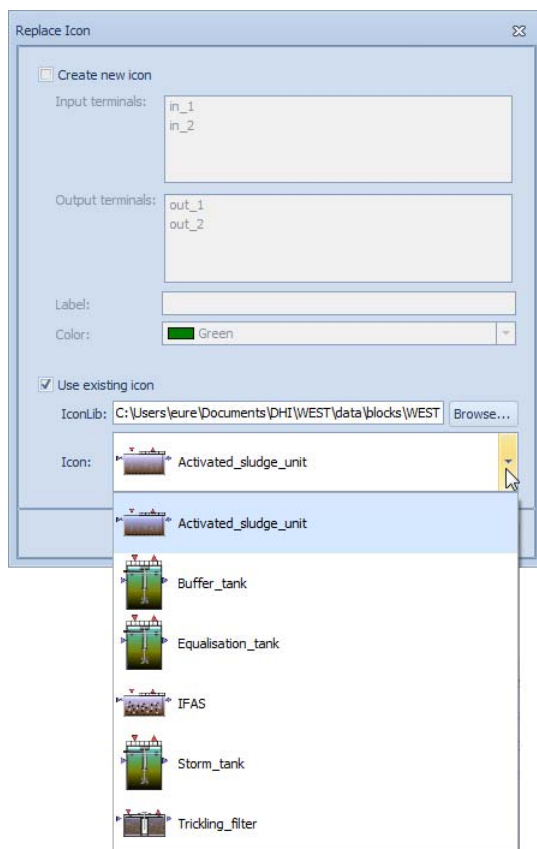 Replace Icon
Create new icon
Input terminals:
in_1
in_2
Output terminals:
out_1
out_2
Label:
Color:
Green
Use existing icon
IconLib: C:\Users\eure\Documents\DHI\WEST\data\blocks\WEST Browse...
Icon: Activated_sludge_unit
Activated_sludge_unit
Buffer_tank
Equalisation_tank
IFAS
Storm_tank
Trickling_filter